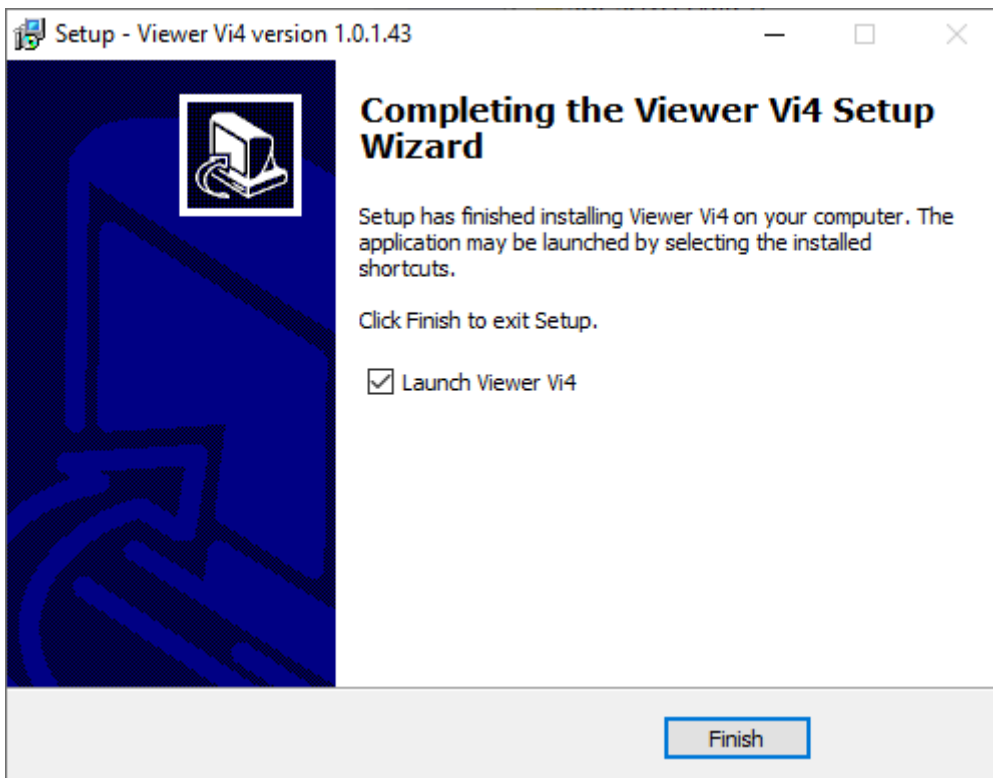 Setup - Viewer Vi4 version 1.0.1.43
Completing the Viewer Vi4 Setup
Wizard
Setup has finished installing Viewer Vi4 on your computer. The
application may be launched by selecting the installed
shortcuts.
Click Finish to exit Setup.
Launch Viewer Vi4
Finish